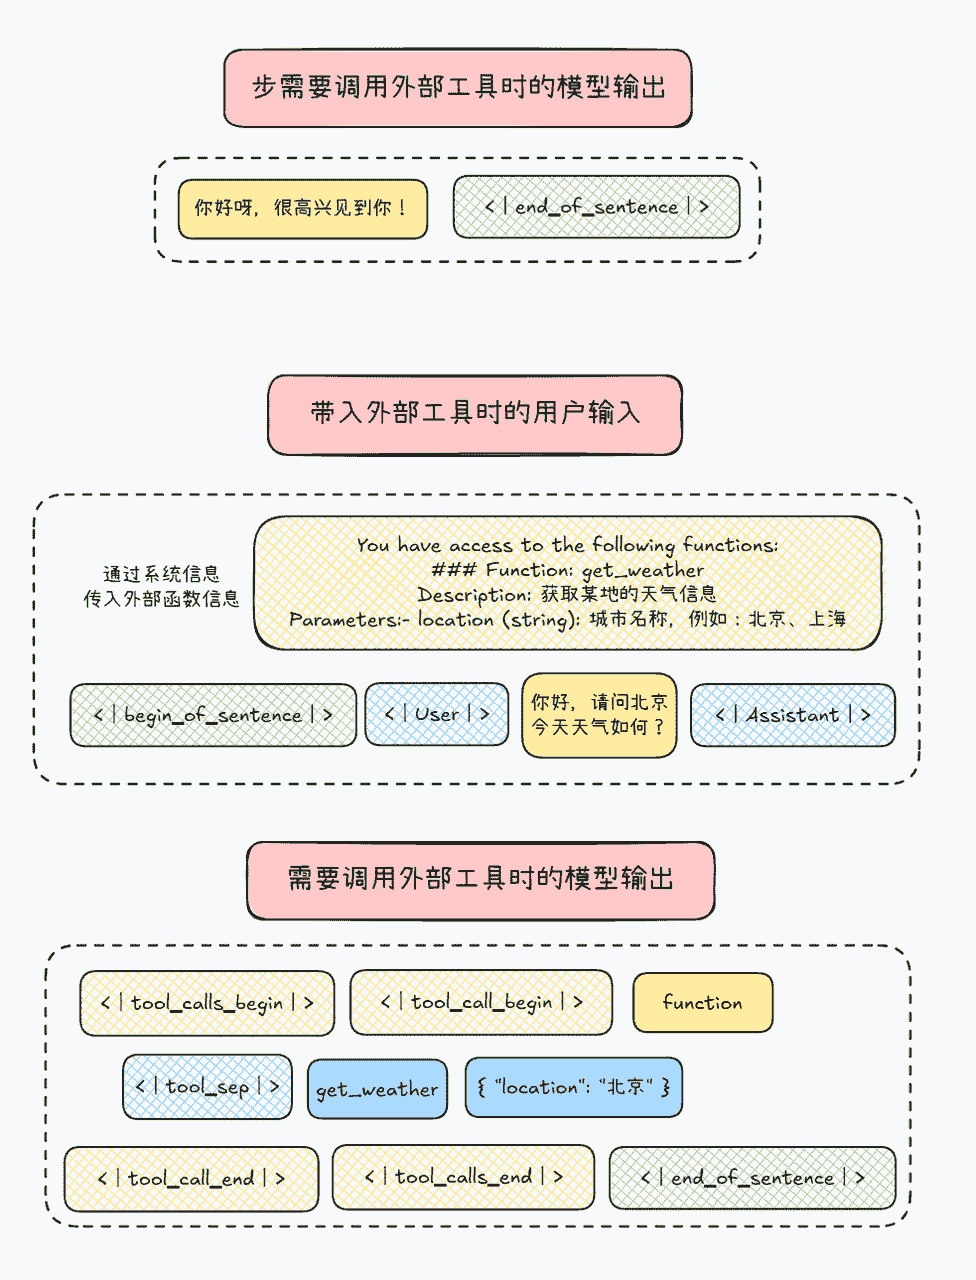 步需要调用外部工具时的模型输出
你好呀，很高兴见到你！
<｜end_of_sentence｜>
带入外部工具时的用户输入
通过系统信息
传入外部函数信息
You have access to the following functions:
### Function: get_weather
Description: 获取某地的天气信息
Parameters:- location (string): 城市名称，例如：北京、上海
<｜begin_of_sentence｜>
<｜User｜>
你好，请问北京
今天天气如何？
<｜Assistant｜>
需要调用外部工具时的模型输出
<｜tool_calls_begin｜>
<｜tool_call_begin｜>
function
<｜tool_sep｜>
get_weather
{ "location": "北京" }
<｜tool_call_end｜>
<｜tool_calls_end｜>
<｜end_of_sentence｜>